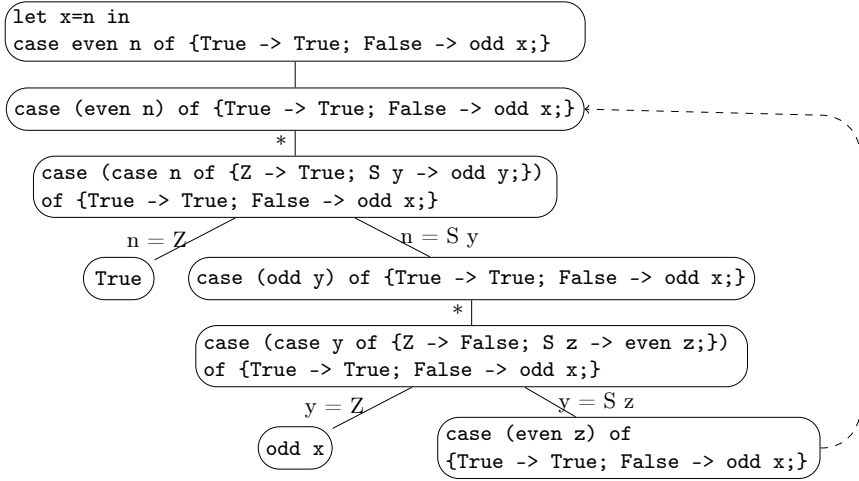 let x=n in
case even n of {True -> True; False -> odd x;}
case (even n) of {True -> True; False -> odd x;}
*
case (case n of {Z -> True; S y -> odd y;})
of {True -> True; False -> odd x;}
n = Z
n = S y
True
case (odd y) of {True -> True; False -> odd x;}
*
case (case y of {Z -> False; S z -> even z;})
of {True -> True; False -> odd x;}
y = Z
y = S z
odd x
case (even z) of
{True -> True; False -> odd x;}